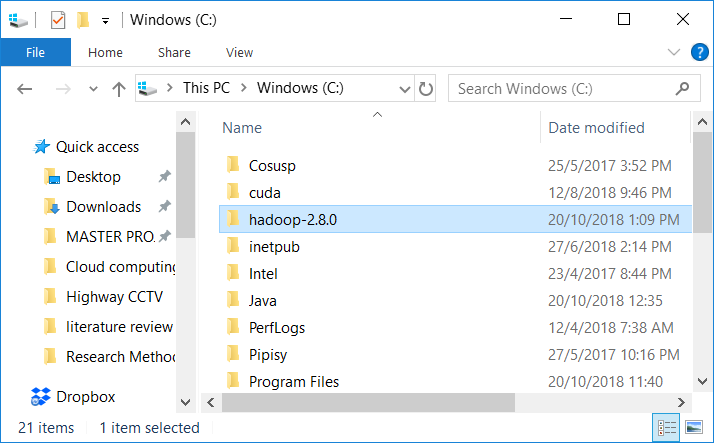 Windows (C:)
File Home Share View
This PC Windows (C:) Search Windows (C:)
Name Date modified
Quick access
Desktop
Downloads
MASTER PRO.
Cloud computing
Highway CCTV
literature review
Research Method
Dropbox
Cosusp 25/5/2017 3:52 PM
cuda 12/8/2018 9:46 PM
hadoop-2.8.0 20/10/2018 1:09 PM
inetpub 27/6/2018 2:14 PM
Intel 23/4/2017 8:44 PM
Java 20/10/2018 12:35
PerfLogs 12/4/2018 7:38 AM
Pipisy 27/5/2017 10:16 PM
Program Files 20/10/2018 11:40
21 items 1 item selected